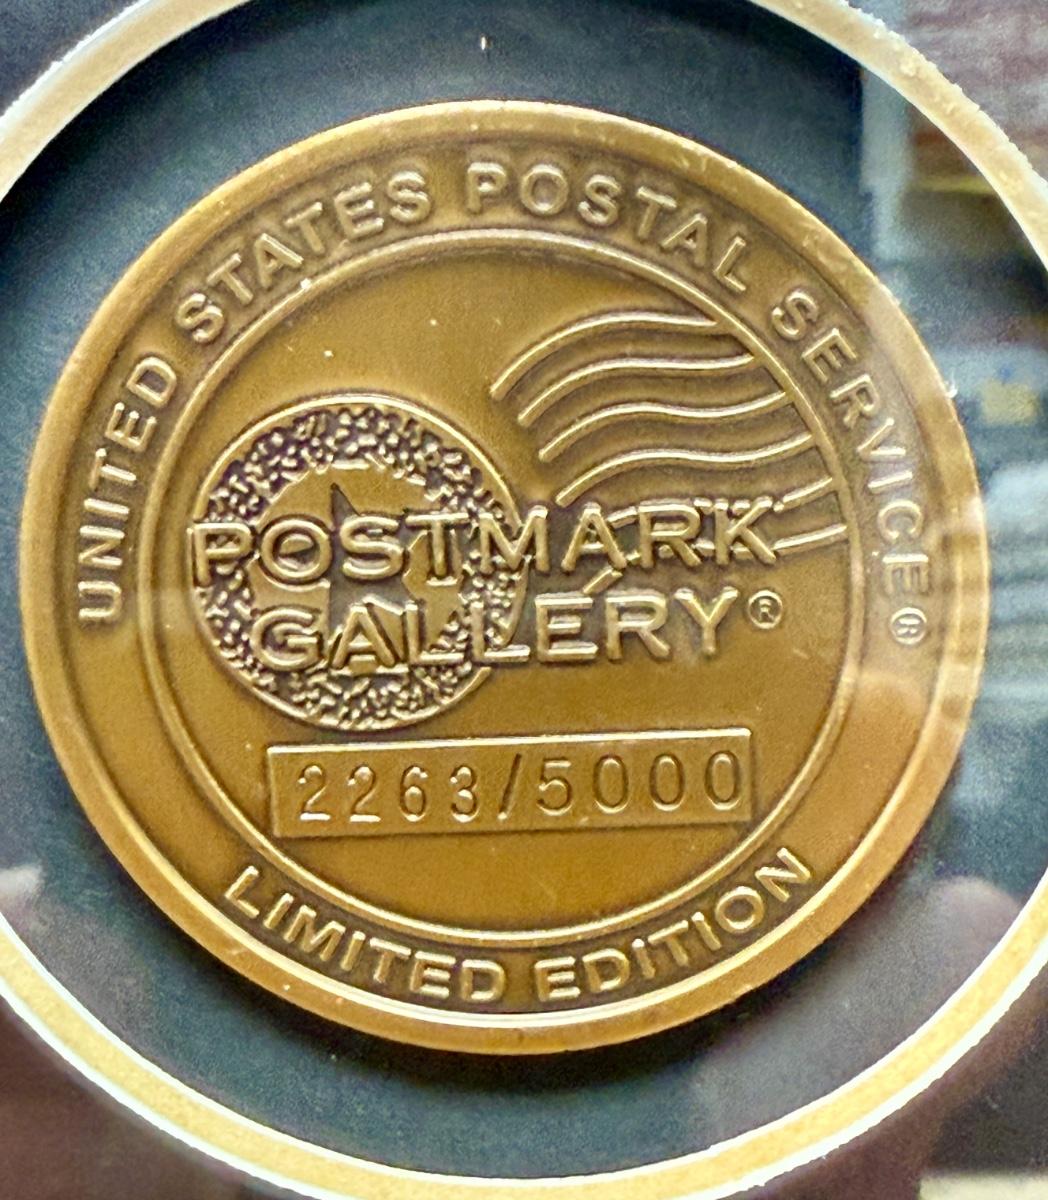 UNITED STATES POSTAL SERVICE®
POSTMARK
GALLERY®
2263/5000
LIMITED EDITION